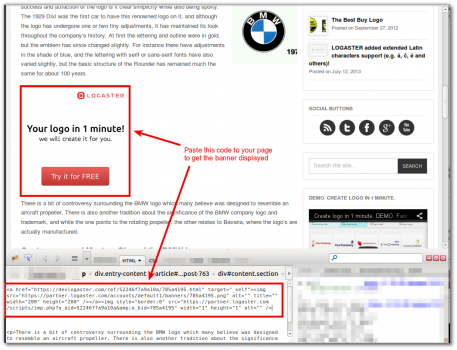 success and attraction of the logo is a clear simplicity while also being sporty.
The 1929 Dixi was the first car to have this renowned logo on it, and although
the logo has undergone one or two tiny adjustments, if has maintained its look
throughout the company's history. At first the lettering and outline were in gold,
but the emblem has since changed slightly. For instance there have adjustments
in the shade of blue, and the lettering with serif or sans-serif fonts have also
varied slightly, but the basic structure of the Roundel has remained much the
same for about 100 years.
BMW
197
LOGASTER
Your logo in 1 minute!
we will create it for you.
Try it for FREE
Paste this code to your page
to get the banner displayed
There is a bit of controversy surrounding the BMW logo which many believe was designed to resemble an
aircraft propeller. There is also another tradition about the significance of the BMW company logo and
trademark, and while the one points to the rotating propeller, the other relates to Bavaria, where the logo's are
actually manufactured.
The Best Buy Logo
Posted on September 27, 2012
LOGASTER added extended Latin
characters support (e.g. â, ô, é and
others)!
Posted on July 12, 2013
SOCIAL BUTTONS
You Tube
Search the site...
SEARCH
DEMO. CREATE LOGO IN 1 MINUTE.
Create logo in 1 minute. DEMO. Fast
HTML
CSS
p div.entry-content < article#...post-763 < div#content.section
<a href="https://devlogaster.com/ref/52246f7a9a10a/785a4195.html" target="_self"><img
src="https://partner.logaster.com/accounts/default1/banners/785a4195.png" alt="" title=""
width="200" height="200" /></a><img style="border:0" src="https://partner.logaster.com
/scripts/imp.php?a_aid=52246f7a9a10a&amp;a_bid=785a4195" width="1" height="1" alt="" />
<p>There is a bit of controversy surrounding the BMW logo which many believe was designed
to resemble an aircraft propeller. There is also another tradition about the significance